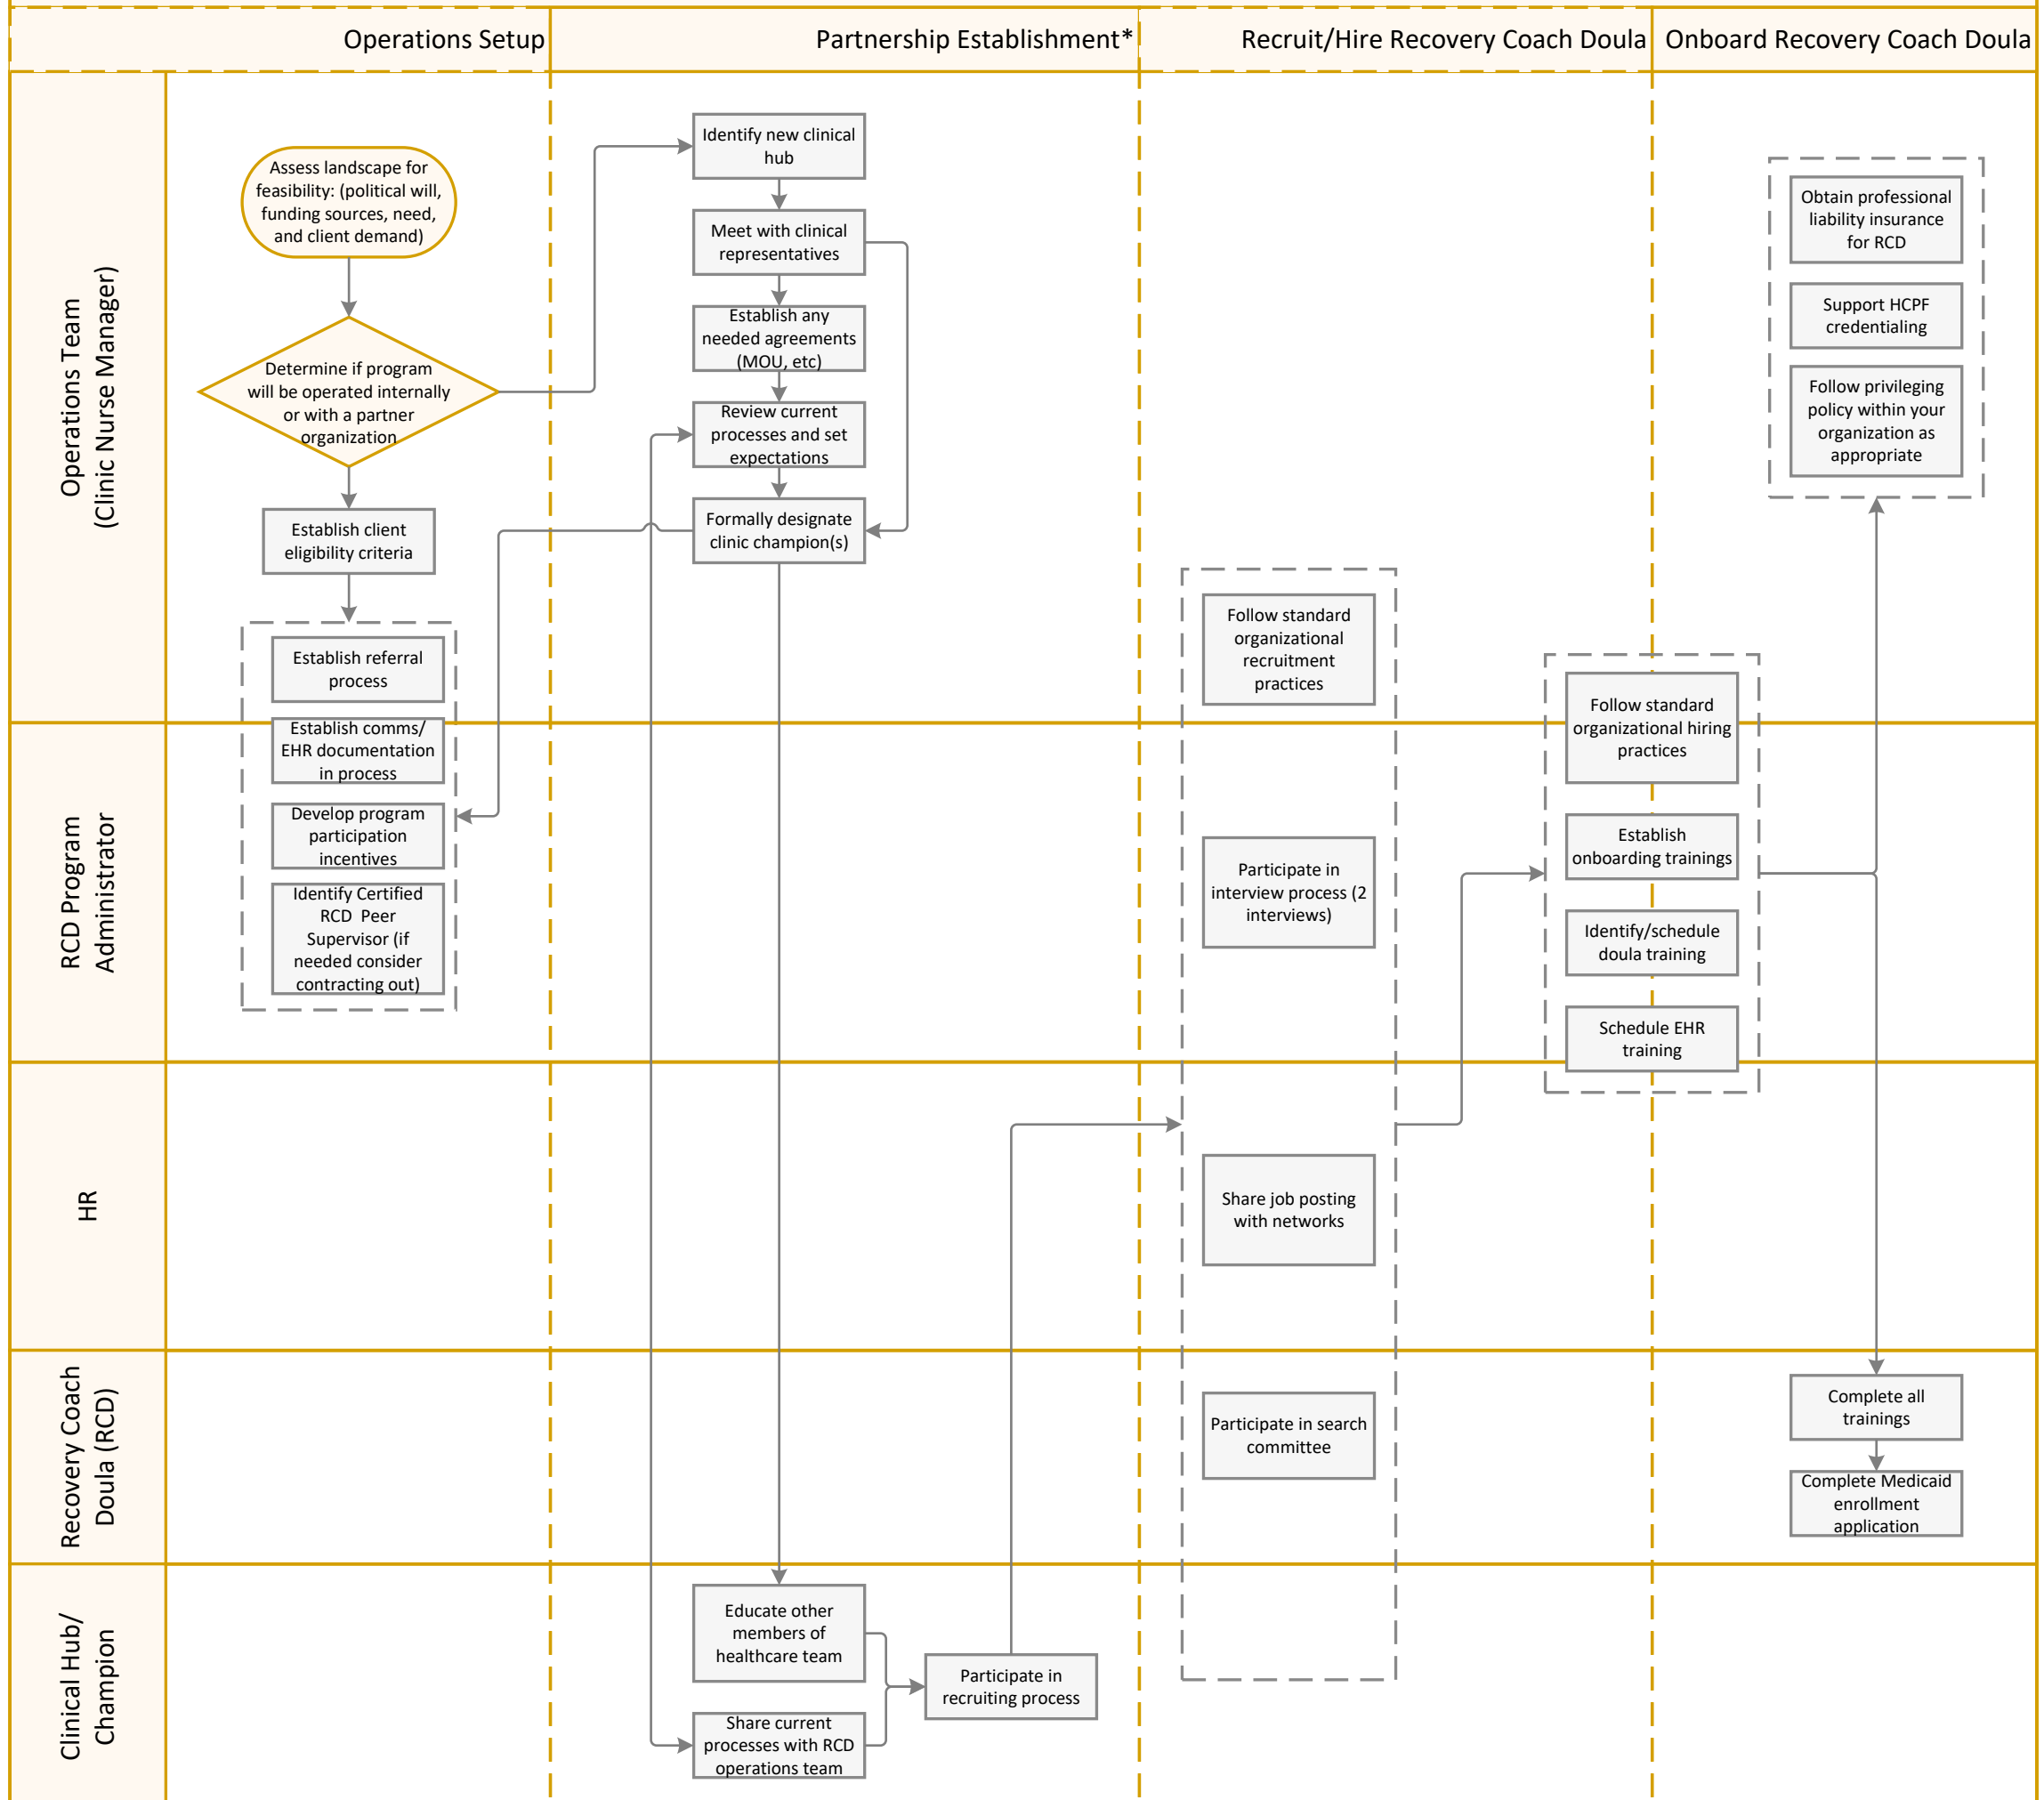 Operations Setup
Partnership Establishment*
Recruit/Hire Recovery Coach Doula
Onboard Recovery Coach Doula
Operations Team
(Clinic Nurse Manager)
Assess landscape for
feasibility: (political will,
funding sources, need,
and client demand)
Determine if program
will be operated internally
or with a partner
organization
Establish client
eligibility criteria
Establish referral
process
Establish comms/
EHR documentation
in process
Develop program
participation
incentives
Identify Certified
RCD  Peer
Supervisor (if
needed consider
contracting out)
Identify new clinical
hub
Meet with clinical
representatives
Establish any
needed agreements
(MOU, etc)
Review current
processes and set
expectations
Formally designate
clinic champion(s)
Follow standard
organizational
recruitment
practices
Participate in
interview process (2
interviews)
Share job posting
with networks
Participate in search
committee
Follow standard
organizational hiring
practices
Establish
onboarding trainings
Identify/schedule
doula training
Schedule EHR
training
Obtain professional
liability insurance
for RCD
Support HCPF
credentialing
Follow privileging
policy within your
organization as
appropriate
RCD Program
Administrator
HR
Recovery Coach
Doula (RCD)
Complete all
trainings
Complete Medicaid
enrollment
application
Clinical Hub/
Champion
Educate other
members of
healthcare team
Share current
processes with RCD
operations team
Participate in
recruiting process